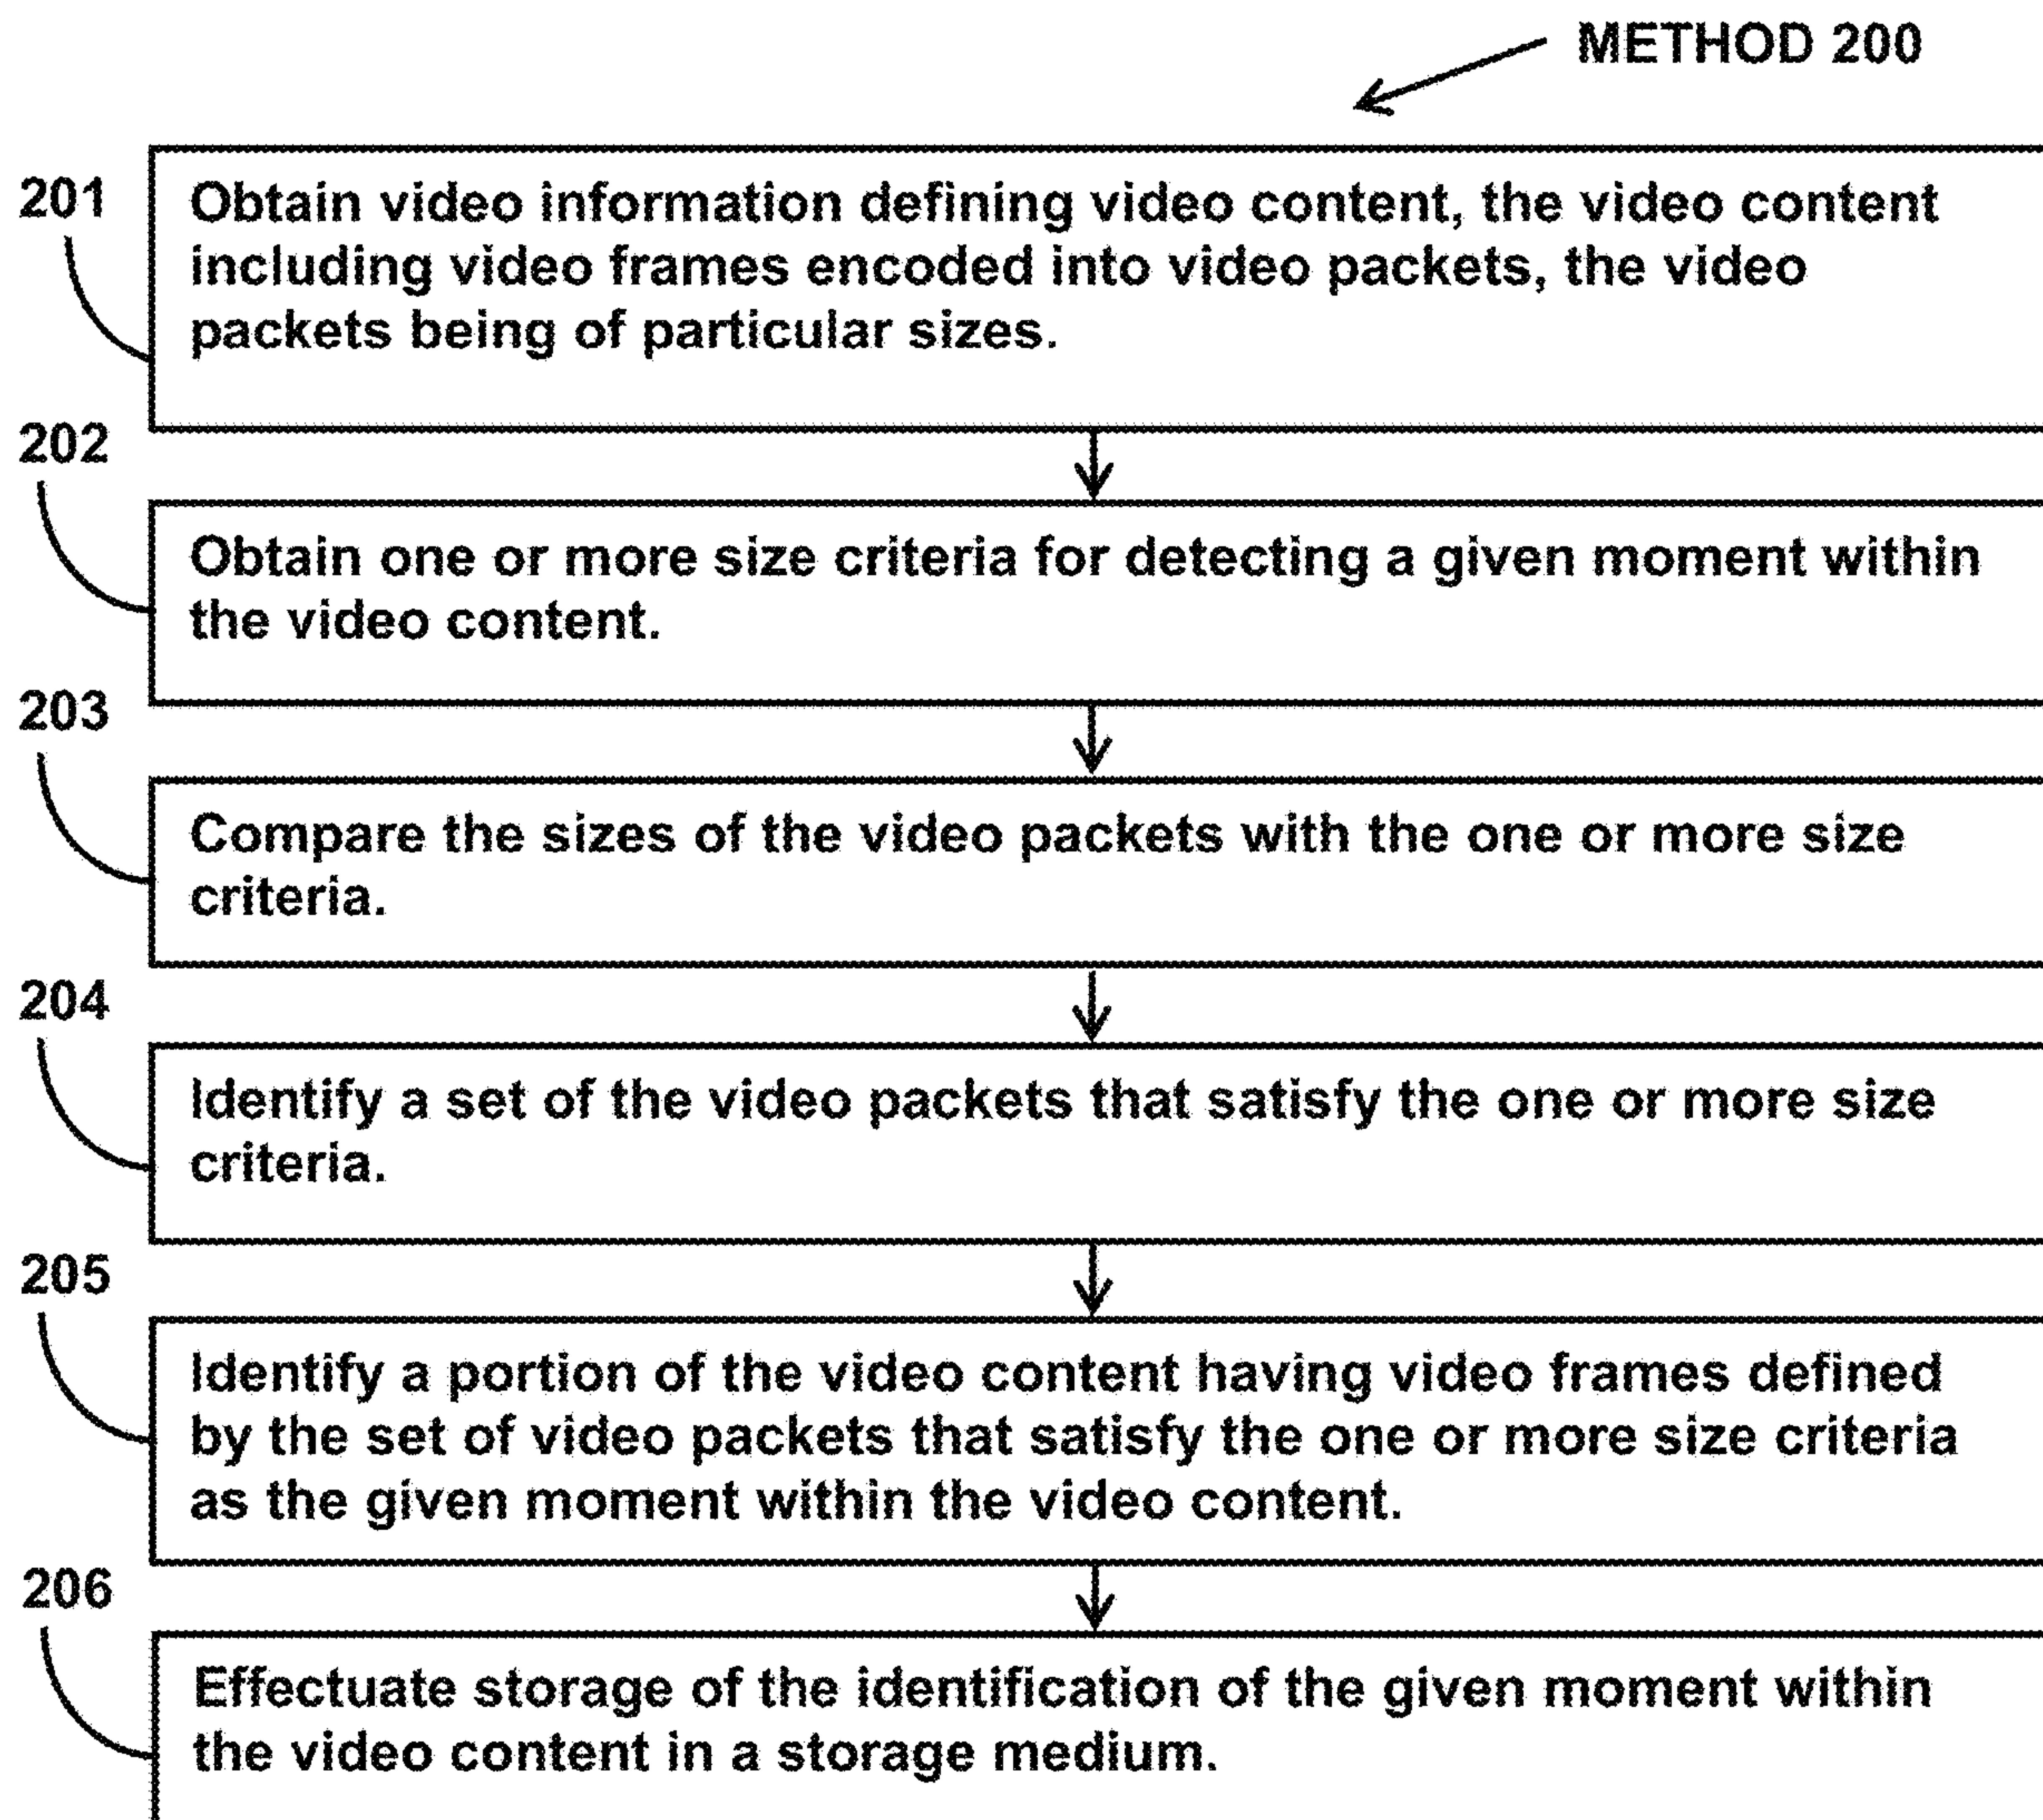 METHOD 200
201
Obtain video information defining video content, the video content
including video frames encoded into video packets, the video
packets being of particular sizes.
202
Obtain one or more size criteria for detecting a given moment within
the video content.
203
Compare the sizes of the video packets with the one or more size
criteria.
204
Identify a set of the video packets that satisfy the one or more size
criteria.
205
Identify a portion of the video content having video frames defined
by the set of video packets that satisfy the one or more size criteria
as the given moment within the video content.
206
Effectuate storage of the identification of the given moment within
the video content in a storage medium.